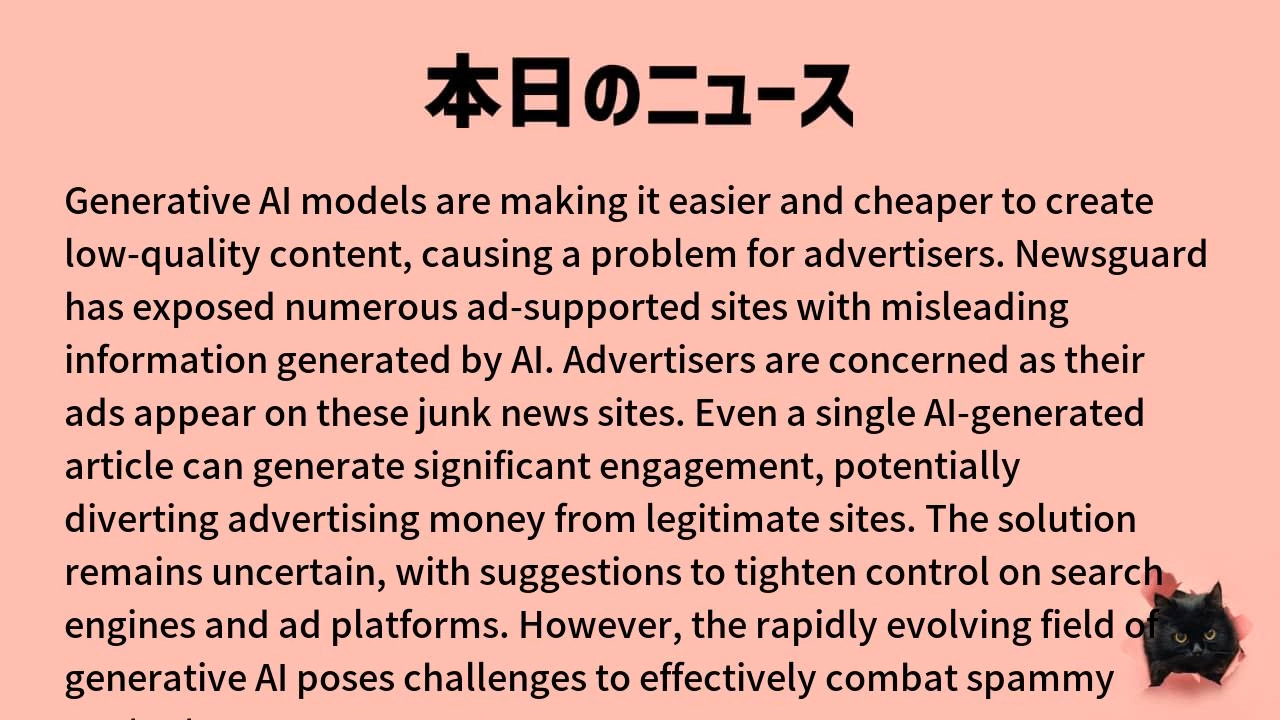 本日のニュース
Generative AI models are making it easier and cheaper to create
low-quality content, causing a problem for advertisers. Newsguard
has exposed numerous ad-supported sites with misleading
information generated by AI. Advertisers are concerned as their
ads appear on these junk news sites. Even a single AI-generated
article can generate significant engagement, potentially
diverting advertising money from legitimate sites. The solution
remains uncertain, with suggestions to tighten control on search
engines and ad platforms. However, the rapidly evolving field of
generative AI poses challenges to effectively combat spammy